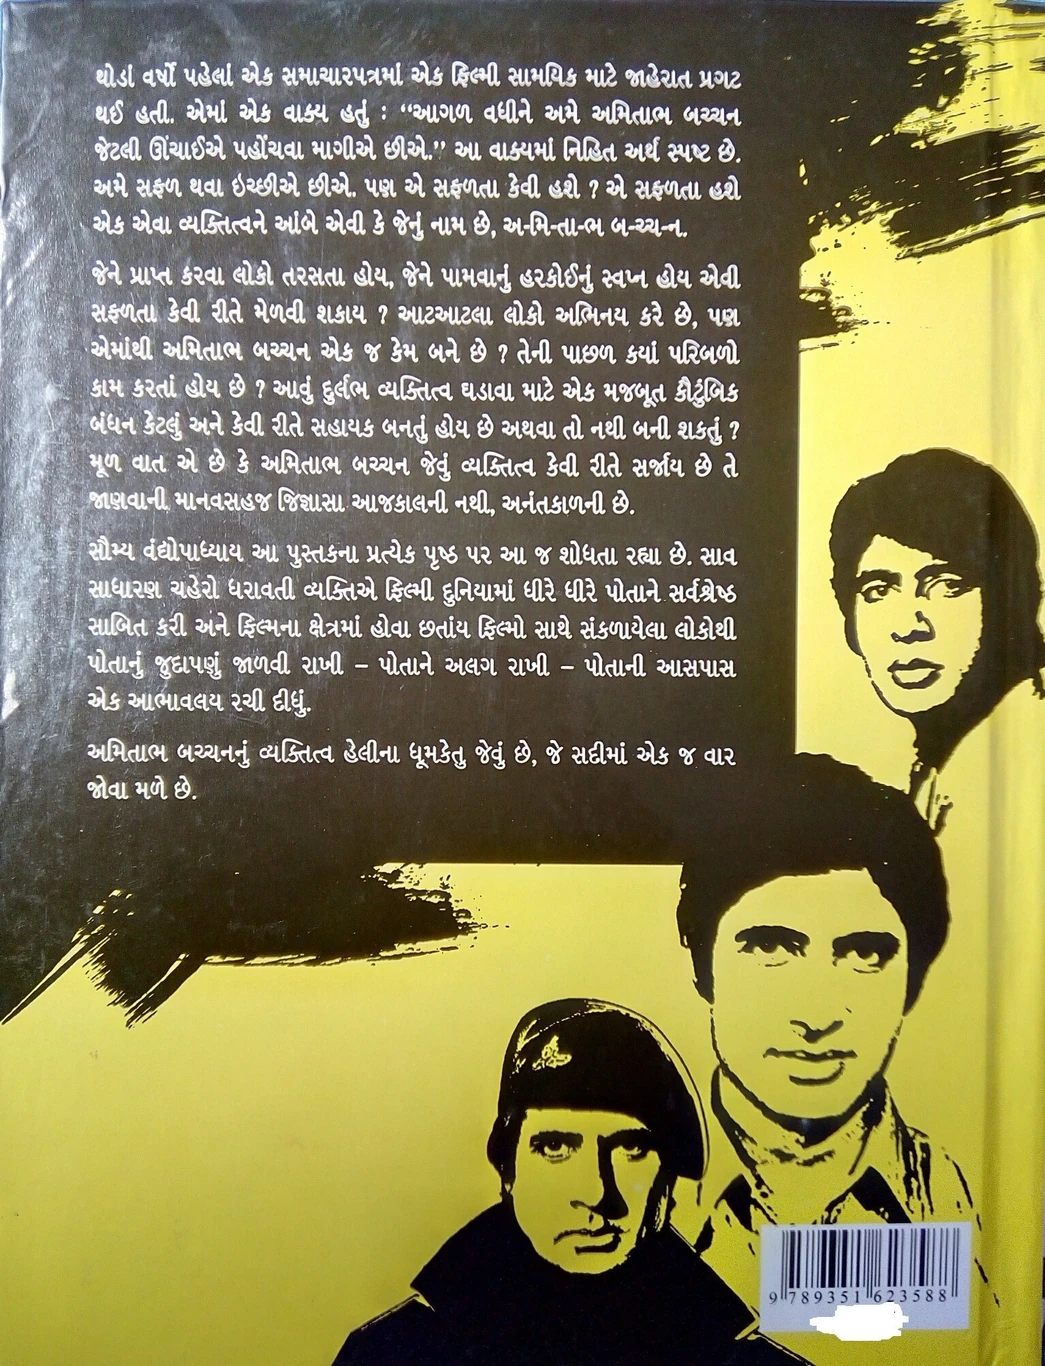 થોડાં વર્ષો પહેલાં એક સમાચારપત્રમાં એક ફિલ્મી સામયિક માટે જાહેરાત પ્રગટ
થઈ હતી. એમાં એક વાક્ય હતું : “આગળ વધીને અમે અમિતાભ બચ્ચન
જેટલી ઊંચાઈએ પહોંચવા માગીએ છીએ.” આ વાક્યમાં નિહિત અર્થ સ્પષ્ટ છે.
અમે સફળ થવા ઇચ્છીએ છીએ. પણ એ સફળતા કેવી હશે ? એ સફળતા હશે
એક એવા વ્યક્તિત્વને આંબે એવી કે જેનું નામ છે, અ-મિ-તા-ભ બ-ચ્ચ-ન.
જેને પ્રાપ્ત કરવા લોકો તરસતા હોય, જેને પામવાનું હરકોઈનું સ્વપ્ન હોય એવી
સફળતા કેવી રીતે મેળવી શકાય ? આટઆટલા લોકો અભિનય કરે છે, પણ
એમાંથી અમિતાભ બચ્ચન એક જ કેમ બને છે ? તેની પાછળ કયાં પરિબળો
કામ કરતાં હોય છે ? આવું દુર્લભ વ્યક્તિત્વ ઘડાવા માટે એક મજબૂત કૌટુંબિક
બંધન કેટલું અને કેવી રીતે સહાયક બનતું હોય છે અથવા તો નથી બની શકતું ?
મૂળ વાત એ છે કે અમિતાભ બચ્ચન જેવું વ્યક્તિત્વ કેવી રીતે સર્જાય છે તે
જાણવાની માનવસહજ જિજ્ઞાસા આજકાલની નથી, અનંતકાળની છે.
સૌમ્ય વંદ્યોપાધ્યાય આ પુસ્તકના પ્રત્યેક પૃષ્ઠ પર આ જ શોધતા રહ્યા છે. સાવ
સાધારણ ચહેરો ધરાવતી વ્યક્તિએ ફિલ્મી દુનિયામાં ધીરે ધીરે પોતાને સર્વશ્રેષ્ઠ
સાબિત કરી અને ફિલ્મના ક્ષેત્રમાં હોવા છતાંય ફિલ્મો સાથે સંકળાયેલા લોકોથી
પોતાનું જુદાપણું જાળવી રાખી – પોતાને અલગ રાખી – પોતાની આસપાસ
એક આભાવલય રચી દીધું.
અમિતાભ બચ્ચનનું વ્યક્તિત્વ હેલીના ધૂમકેતુ જેવું છે, જે સદીમાં એક જ વાર
જોવા મળે છે.
9 789351 623588